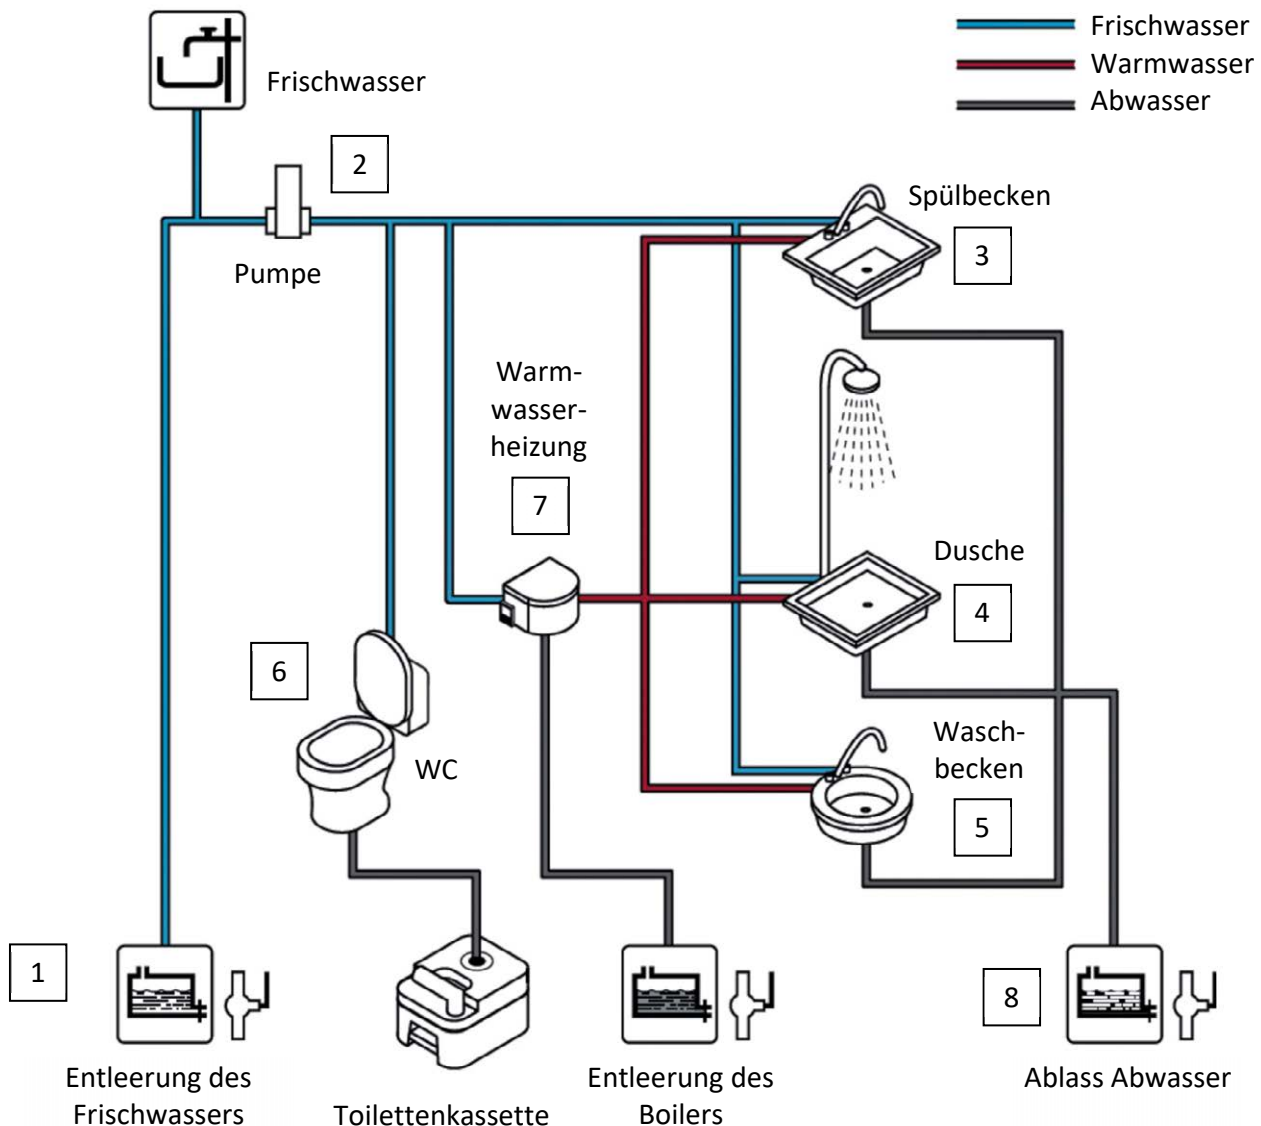 Frischwasser
Warmwasser
Abwasser
Frischwasser
2
Pumpe
Spülbecken
3
Warm-
wasser-
heizung
7
Dusche
4
6
WC
Wasch-
becken
5
1
8
Entleerung des
Frischwassers
Toilettenkassette
Entleerung des
Boilers
Ablass Abwasser